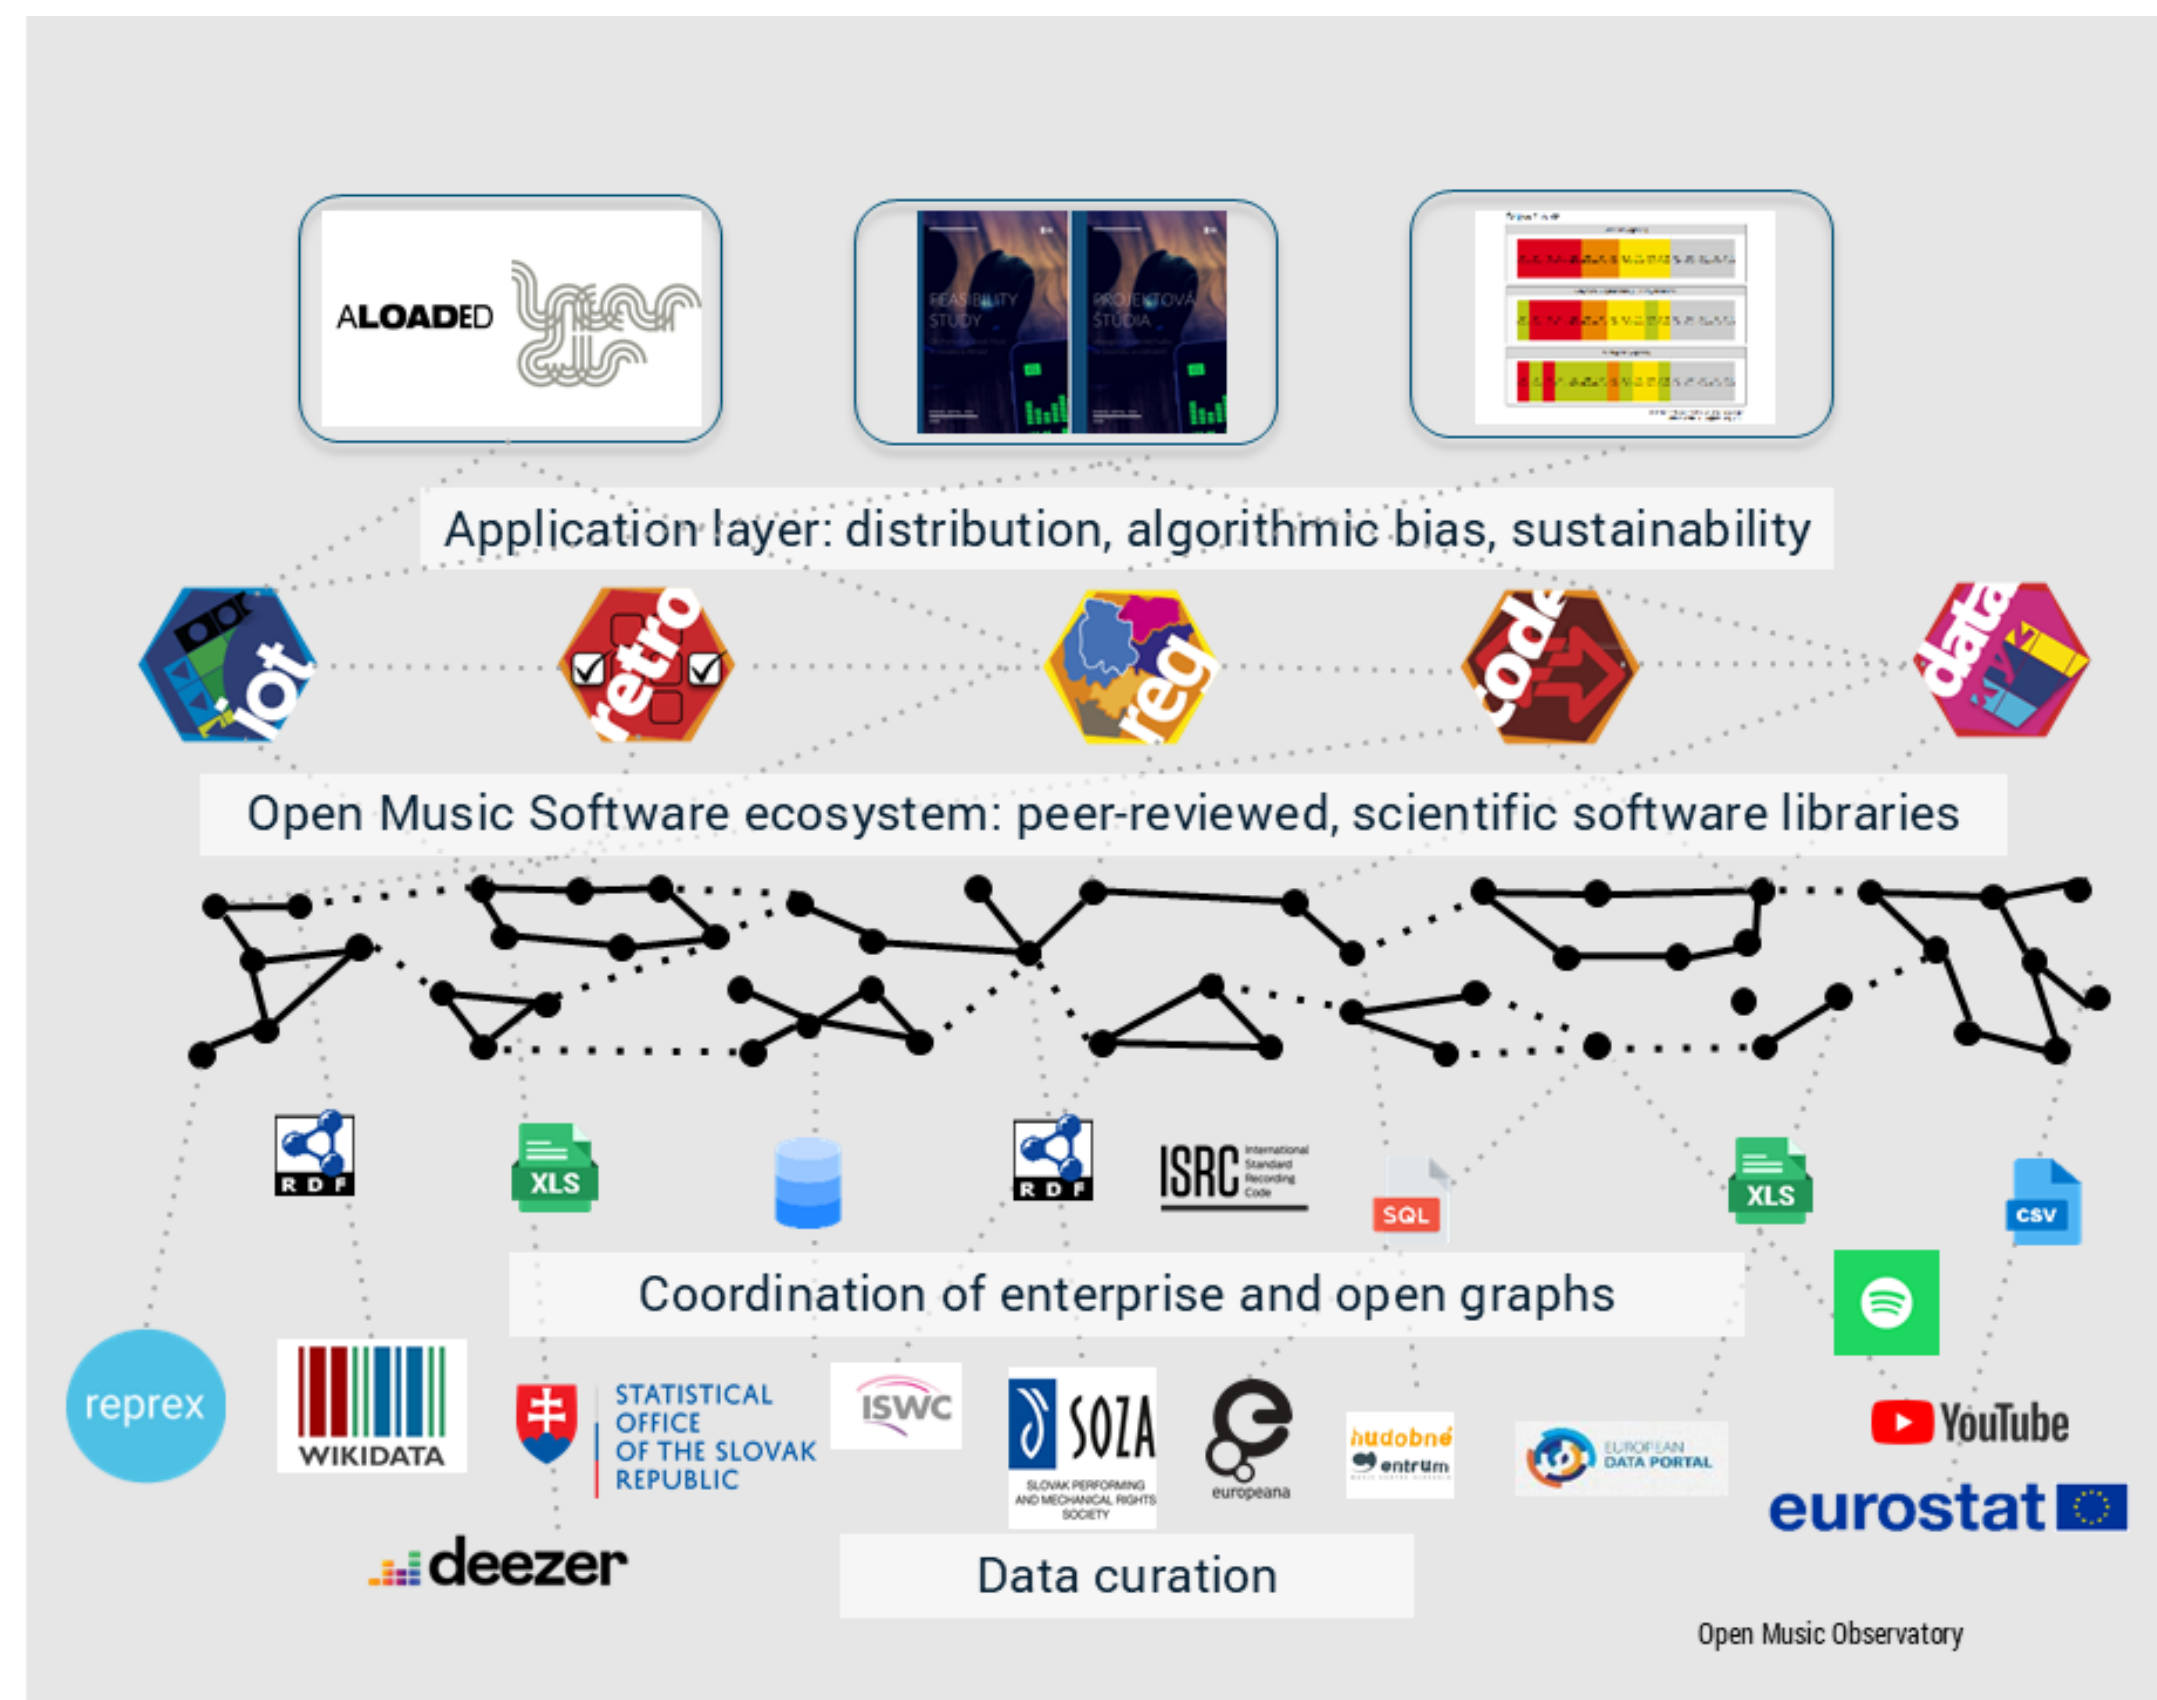 ALOADED
FEASIBILITY
STUDY
PROJEKTOVÁ
ŠTÚDIA
Application layer: distribution, algorithmic bias, sustainability
iot
retro
reg
code
data
Open Music Software ecosystem: peer-reviewed, scientific software libraries
RDF
XLS
RDF
ISRC
International
Standard
Recording
Code
SQL
XLS
CSV
Coordination of enterprise and open graphs
reprex
WIKIDATA
STATISTICAL
OFFICE
OF THE SLOVAK
REPUBLIC
ISWC
SOZA
SLOVAK PERFORMING
AND MECHANICAL RIGHTS
SOCIETY
europeana
hudobné
entrum
EUROPEAN
DATA PORTAL
YouTube
eurostat
deezer
Data curation
Open Music Observatory